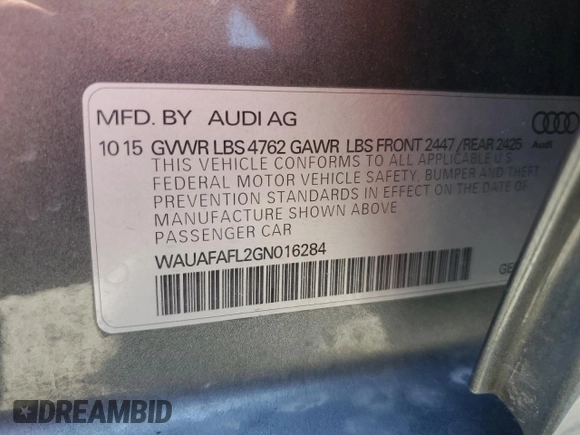 MFD. BY AUDI AG
10 15 GVWR LBS 4762 GAWR LBS FRONT 2447 / REAR 2425
Audi
THIS VEHICLE CONFORMS TO ALL APPLICABLE U.S.
FEDERAL MOTOR VEHICLE SAFETY, BUMPER AND THEFT
PREVENTION STANDARDS IN EFFECT ON THE DATE OF
MANUFACTURE SHOWN ABOVE
PASSENGER CAR
WAUAFAFL2GN016284
GE
DREAMBID